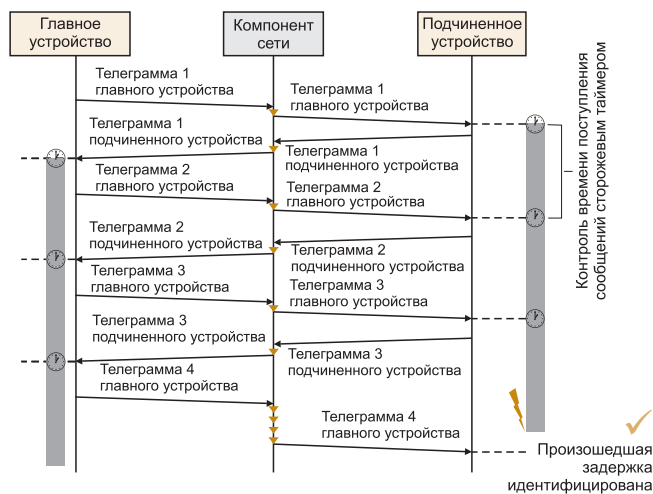 Главное
устройство
Компонент
сети
Подчиненное
устройство
Телеграмма 1
главного устройства
Телеграмма 1
главного устройства
Телеграмма 1
подчиненного устройства
Телеграмма 1
подчиненного устройства
Телеграмма 2
главного устройства
Телеграмма 2
главного устройства
Телеграмма 2
подчиненного устройства
Телеграмма 2
подчиненного устройства
Телеграмма 3
главного устройства
Телеграмма 3
главного устройства
Телеграмма 3
подчиненного устройства
Телеграмма 3
подчиненного устройства
Телеграмма 4
главного устройства
Телеграмма 4
главного устройства
Контроль времени поступления
сообщений сторожевым таймером
Произошедшая
задержка
идентифицирована